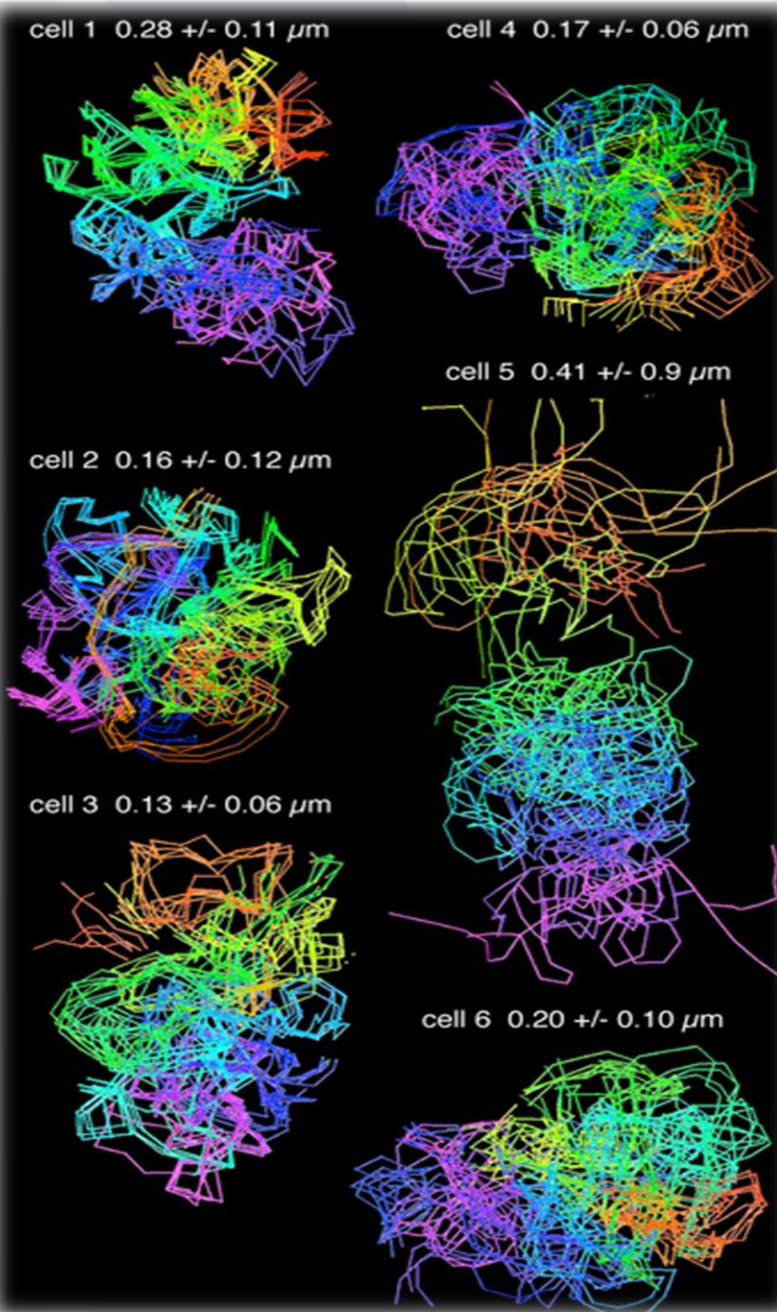 cell 1 0.28 +/- 0.11 µm
cell 2 0.16 +/- 0.12 µm
cell 3 0.13 +/- 0.06 µm
cell 4 0.17 +/- 0.06 µm
cell 5 0.41 +/- 0.9 µm
cell 6 0.20 +/- 0.10 µm